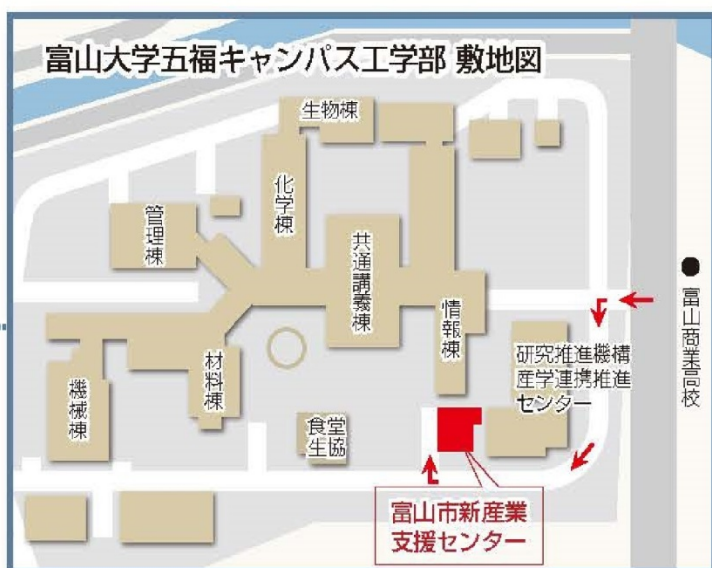 富山大学五福キャンパス工学部 敷地図
生物棟
化学棟
管理棟
共通講義棟
情報棟
富山商業高校
研究推進機構
産学連携推進
センター
材料棟
機械棟
食堂
生協
富山市新産業
支援センター